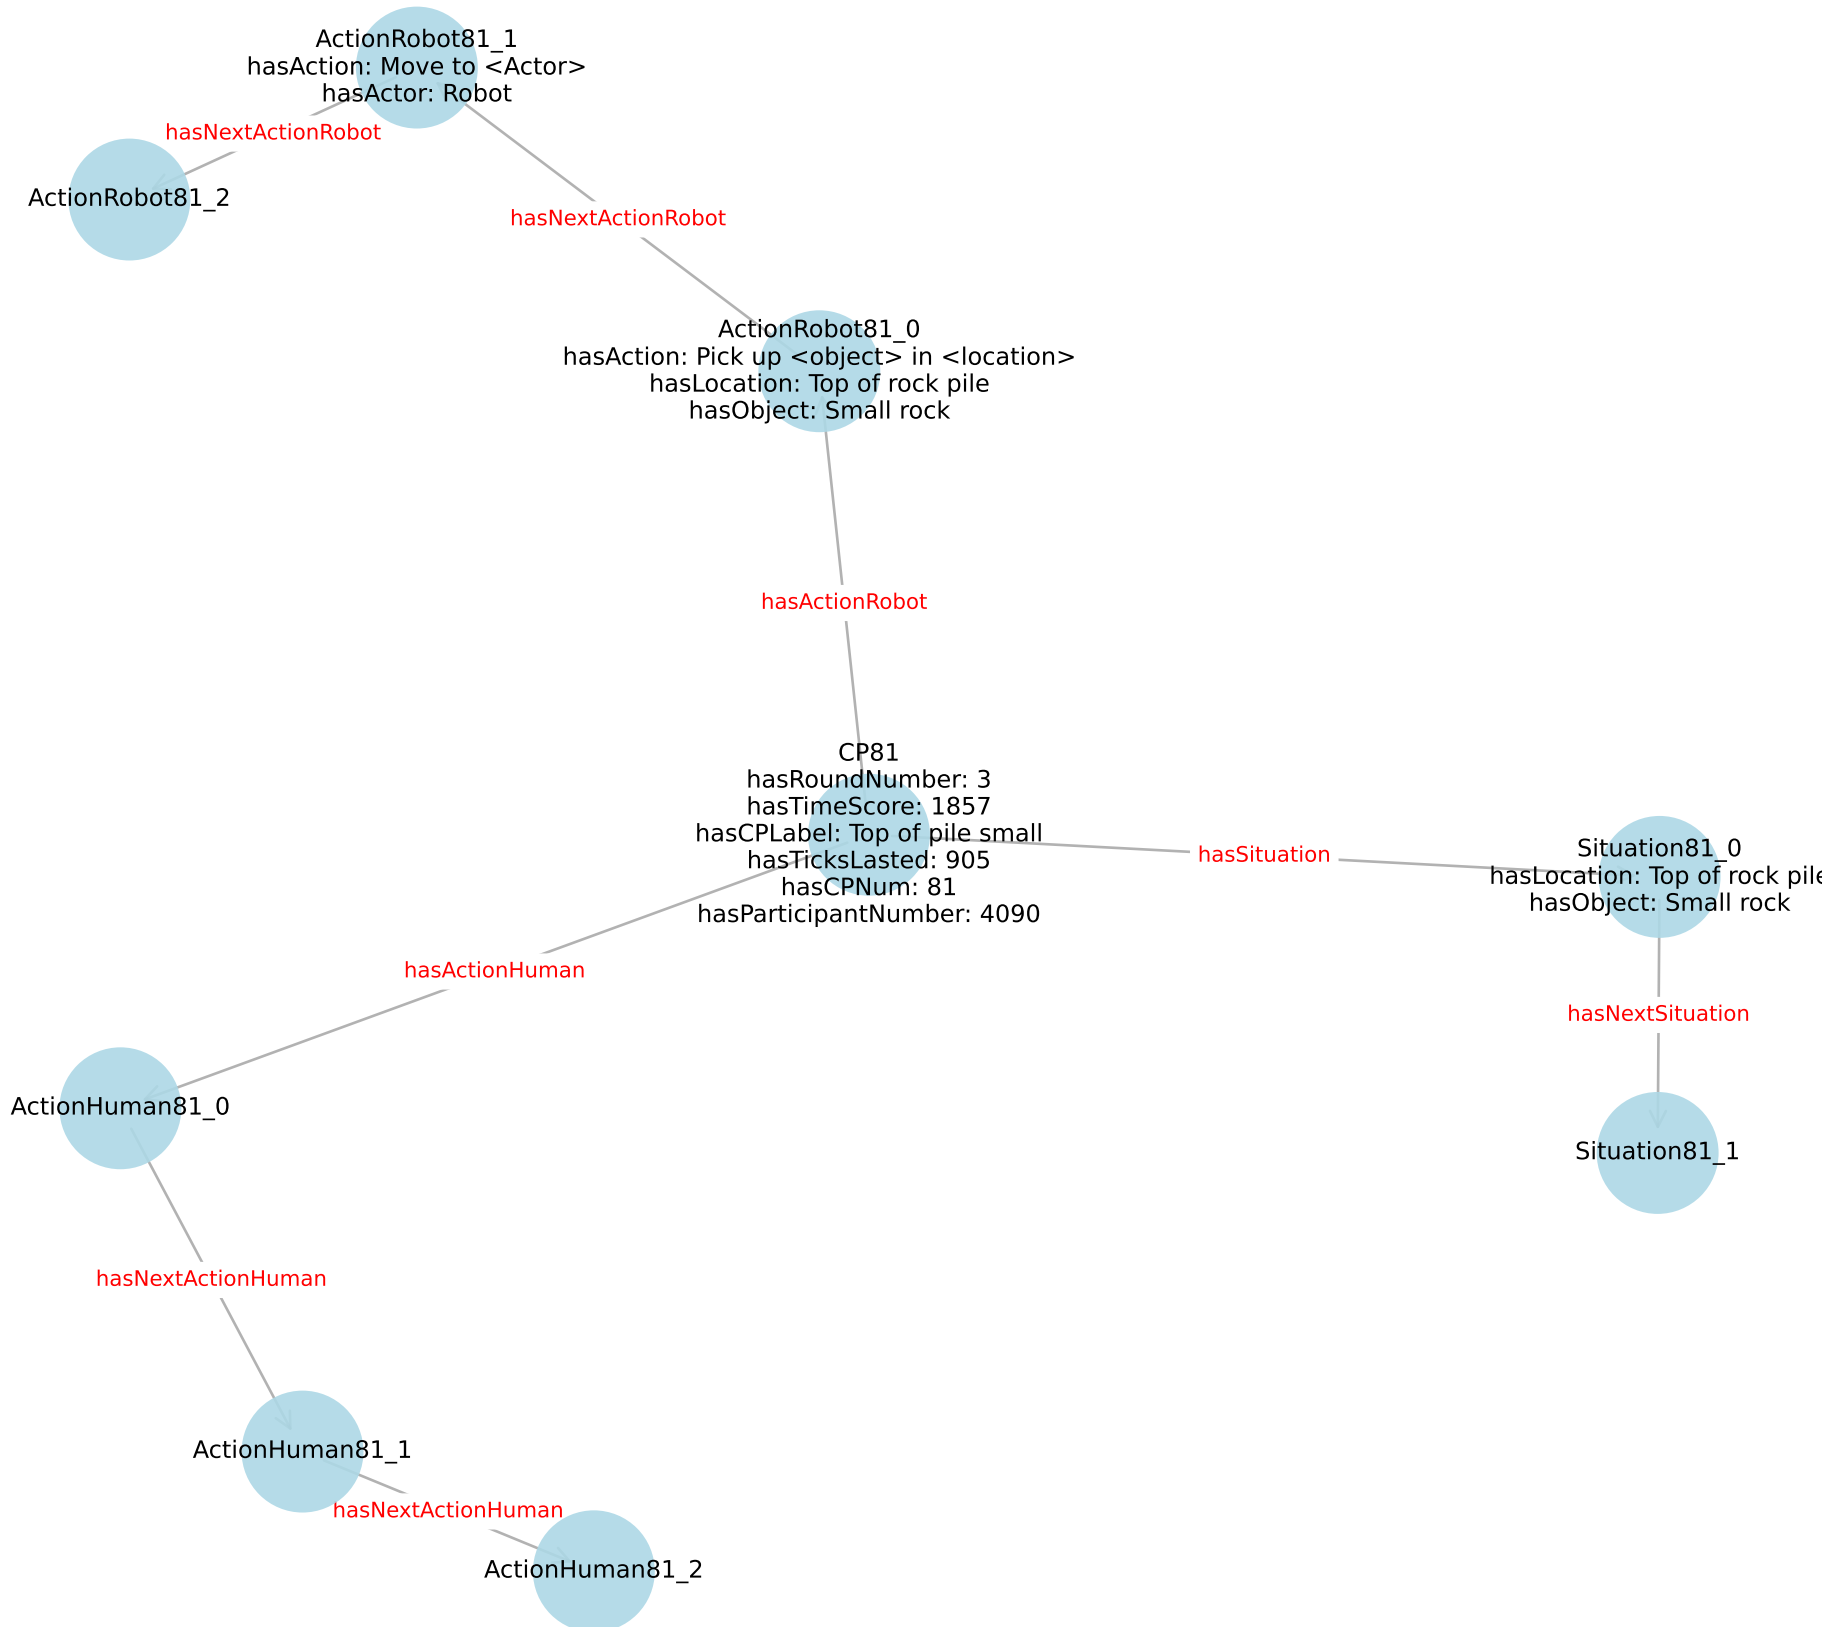 ActionRobot81_1
hasAction: Move to <Actor>
hasActor: Robot
hasNextActionRobot
ActionRobot81_2
hasNextActionRobot
ActionRobot81_0
hasAction: Pick up <object> in <location>
hasLocation: Top of rock pile
hasObject: Small rock
hasActionRobot
CP81
hasRoundNumber: 3
hasTimeScore: 1857
hasCPLabel: Top of pile small
hasTicksLasted: 905
hasCPNum: 81
hasParticipantNumber: 4090
hasSituation
Situation81_0
hasLocation: Top of rock pile
hasObject: Small rock
hasNextSituation
Situation81_1
hasActionHuman
ActionHuman81_0
hasNextActionHuman
ActionHuman81_1
hasNextActionHuman
ActionHuman81_2